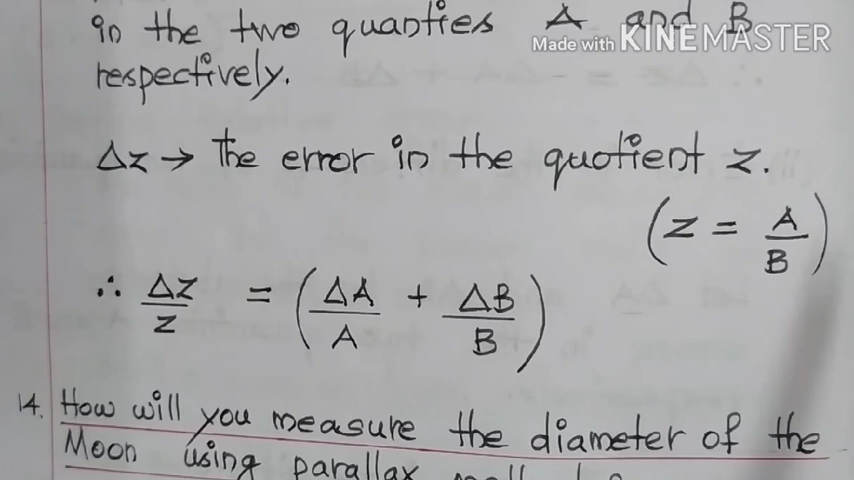 in the two quanties A and B
Made with KINEMASTER
respectively.
Δz → The error in the quotient z.
(z = A/B)
∴ Δz/z = (ΔA/A + ΔB/B)
14. How will you measure the diameter of the
Moon using parallax